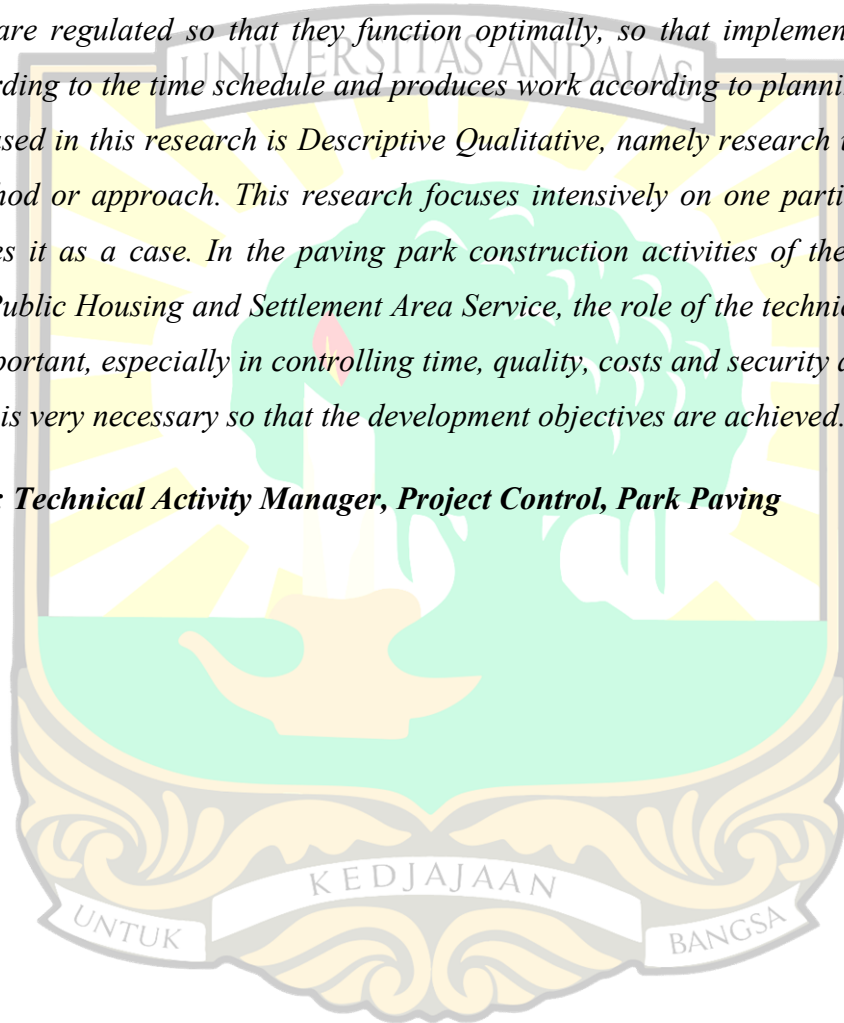 are regulated so that they function optimally, so that implemen
UNIVERSITAS ANDALAS
rding to the time schedule and produces work according to planni
used in this research is Descriptive Qualitative, namely research i
hod or approach. This research focuses intensively on one parti
es it as a case. In the paving park construction activities of the
Public Housing and Settlement Area Service, the role of the technic
portant, especially in controlling time, quality, costs and security a
is very necessary so that the development objectives are achieved.
: Technical Activity Manager, Project Control, Park Paving
UNTUK KEDJAJAAN BANGSA